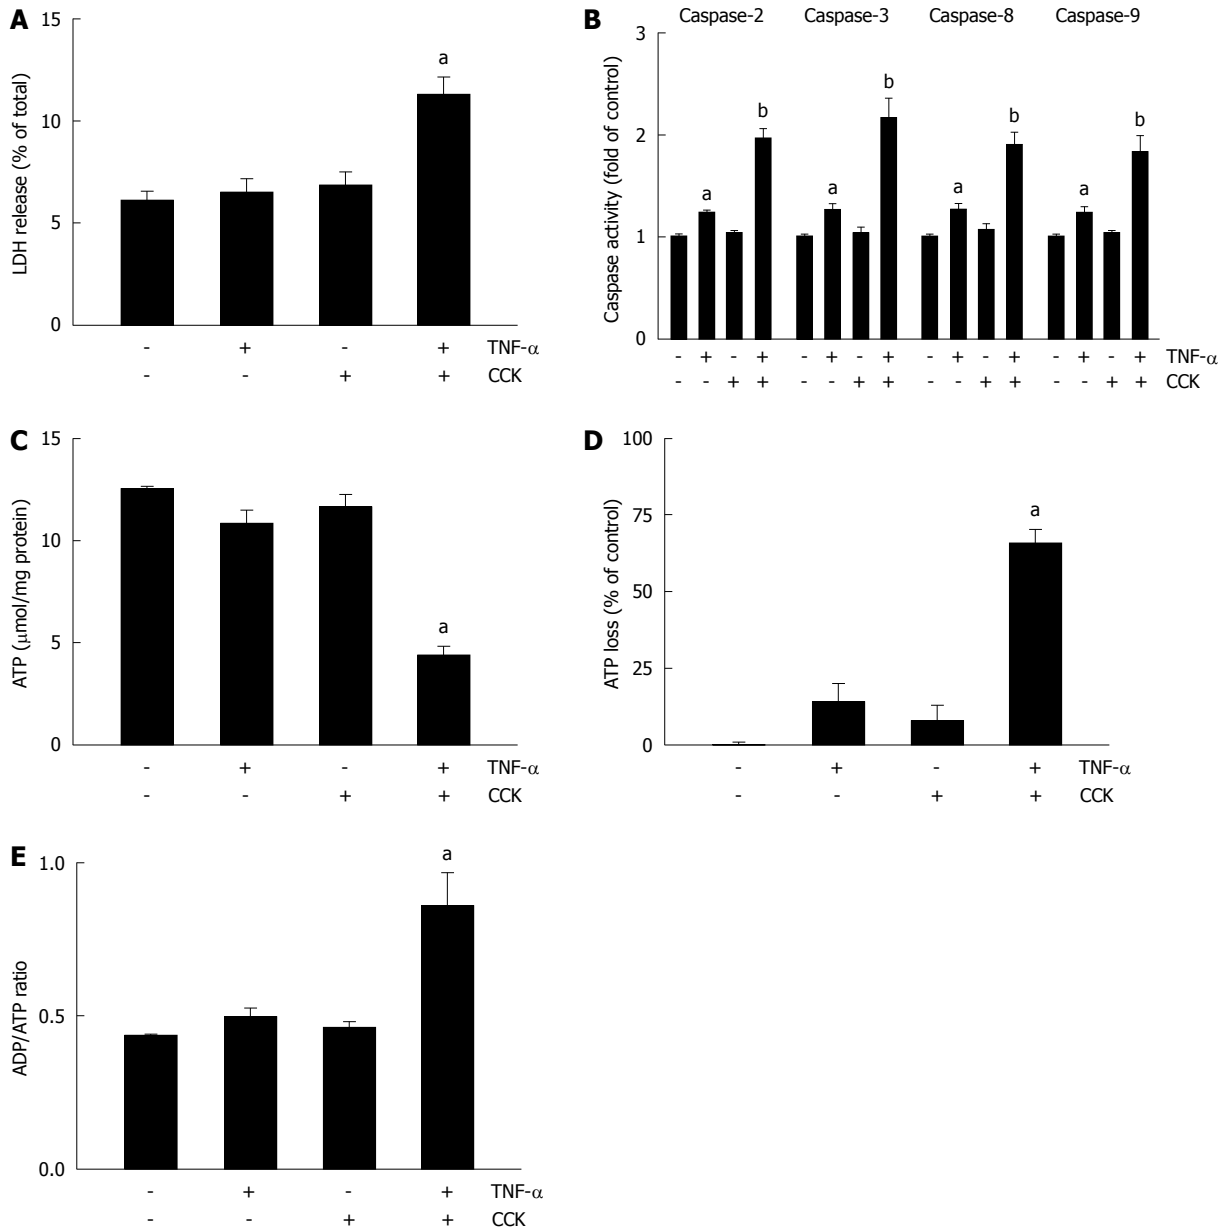 A
LDH release (% of total)
15
10
5
0
a
- + - + TNF-α
- - + + CCK
B
Caspase-2 Caspase-3 Caspase-8 Caspase-9
Caspase activity (fold of control)
3
2
1
0
a b a b a b a b
- + - + - + - + - + - + - + - + TNF-α
- - + + - - + + - - + + - - + + CCK
C
ATP (μmol/mg protein)
15
10
5
0
a
- + - + TNF-α
- - + + CCK
D
ATP loss (% of control)
100
75
50
25
0
a
- + - + TNF-α
- - + + CCK
E
ADP/ATP ratio
1.0
0.5
0.0
a
- + - + TNF-α
- - + + CCK